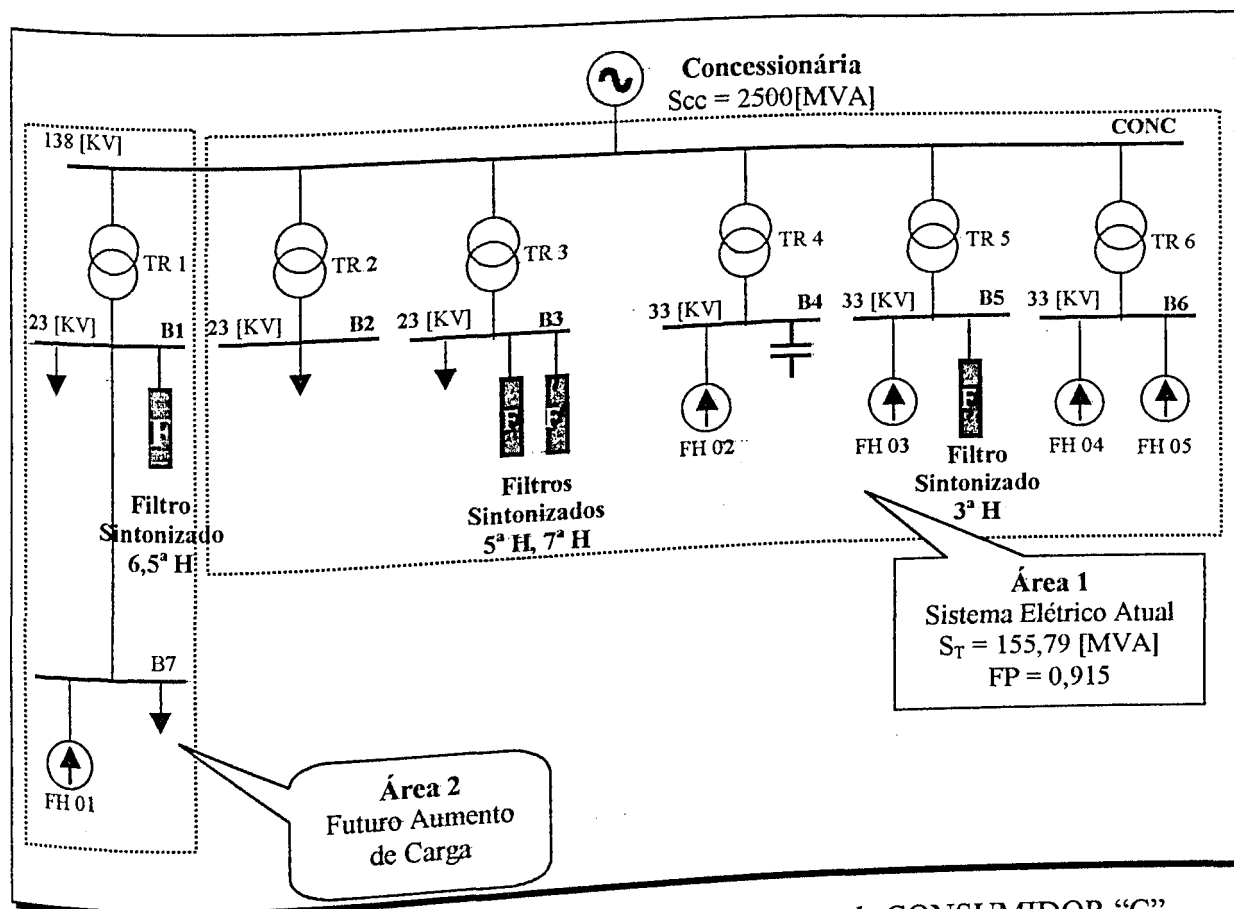 Concessionária
Scc = 2500[MVA]
138 [KV]
CONC
TR 1
TR 2
TR 3
TR 4
TR 5
TR 6
23 [KV]
B1
23 [KV]
B2
23 [KV]
B3
33 [KV]
B4
33 [KV]
B5
33 [KV]
B6
F
F
F
F
FH 02
FH 03
FH 04
FH 05
Filtro
Sintonizado
6,5ª H
Filtros
Sintonizados
5ª H, 7ª H
Filtro
Sintonizado
3ª H
Área 1
Sistema Elétrico Atual
S_T = 155,79 [MVA]
FP = 0,915
B7
FH 01
Área 2
Futuro Aumento
de Carga
CONSUMIDOR "C"